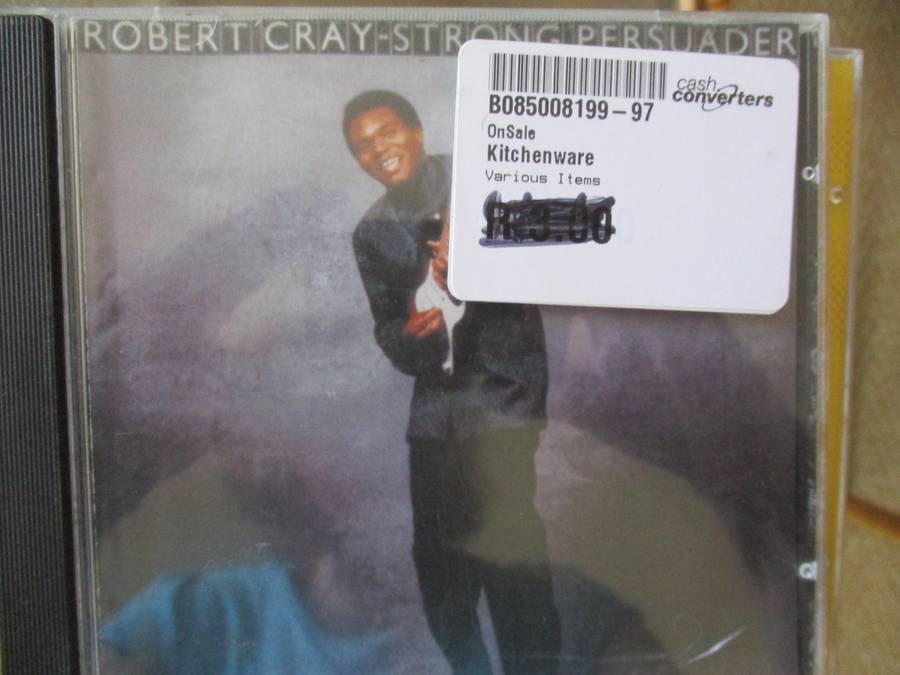 ROBERT CRAY-STRONG PERSUADER
cash converters
B085008199-97
OnSale
Kitchenware
Various Items